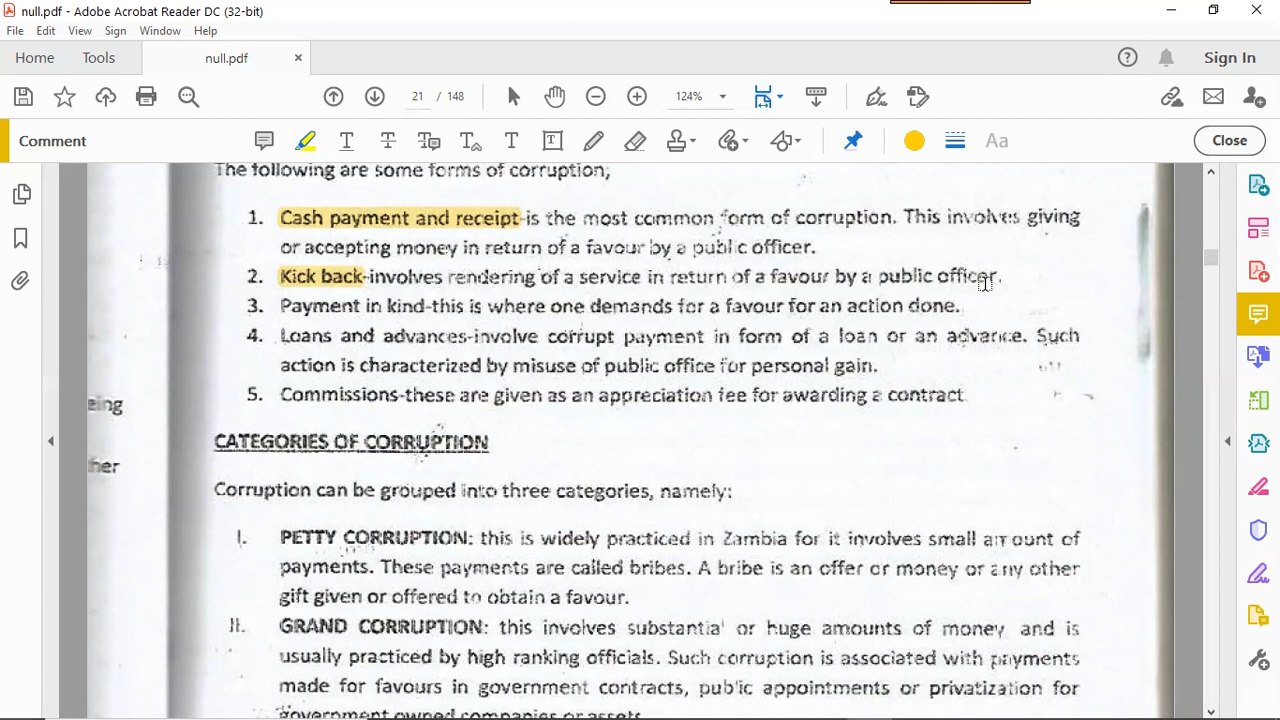 null.pdf - Adobe Acrobat Reader DC (32-bit)
File Edit View Sign Window Help
Home Tools null.pdf × Sign In
21 / 148 124%
Comment Aa Close
The following are some forms of corruption;
1. Cash payment and receipt-is the most common form of corruption. This involves giving
or accepting money in return of a favour by a public officer.
2. Kick back-involves rendering of a service in return of a favour by a public officer.
3. Payment in kind-this is where one demands for a favour for an action done.
4. Loans and advances-involve corrupt payment in form of a loan or an advance. Such
action is characterized by misuse of public office for personal gain.
5. Commissions-these are given as an appreciation fee for awarding a contract
eing
her
CATEGORIES OF CORRUPTION
Corruption can be grouped into three categories, namely:
I. PETTY CORRUPTION: this is widely practiced in Zambia for it involves small amount of
payments. These payments are called bribes. A bribe is an offer or money or any other
gift given or offered to obtain a favour.
II. GRAND CORRUPTION: this involves substantial or huge amounts of money and is
usually practiced by high ranking officials. Such corruption is associated with payments
made for favours in government contracts, public appointments or privatization for
government owned companies or assets